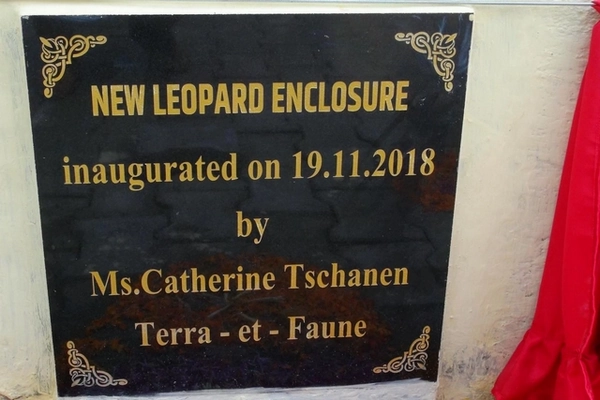 NEW LEOPARD ENCLOSURE
inaugurated on 19.11.2018
by
Ms.Catherine Tschanen
Terra - et - Faune